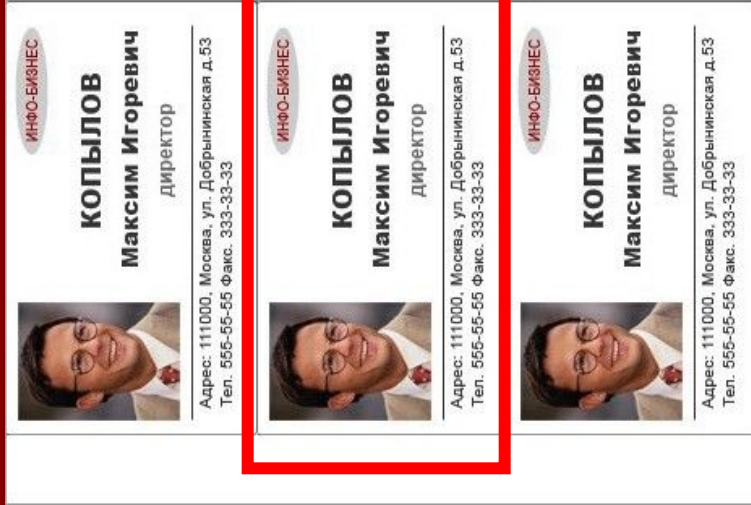 ИНФО-БИЗНЕС
КОПЫЛОВ
Максим Игоревич
директор
Адрес: 111000, Москва, ул. Добрынинская д.53
Тел. 555-55-55 Факс. 333-33-33
ИНФО-БИЗНЕС
КОПЫЛОВ
Максим Игоревич
директор
Адрес: 111000, Москва, ул. Добрынинская д.53
Тел. 555-55-55 Факс. 333-33-33
ИНФО-БИЗНЕС
КОПЫЛОВ
Максим Игоревич
директор
Адрес: 111000, Москва, ул. Добрынинская д.53
Тел. 555-55-55 Факс. 333-33-33